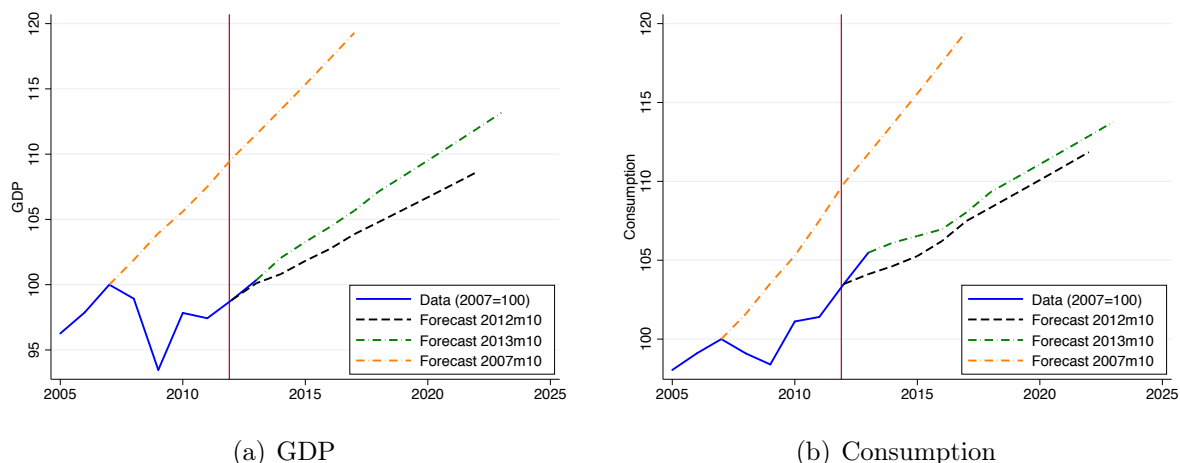 120
115
110
105
100
95
GDP
2005
2010
2015
2020
2025
Data (2007=100)
Forecast 2012m10
Forecast 2013m10
Forecast 2007m10
(a) GDP
120
115
110
105
100
Consumption
2005
2010
2015
2020
2025
Data (2007=100)
Forecast 2012m10
Forecast 2013m10
Forecast 2007m10
(b) Consumption